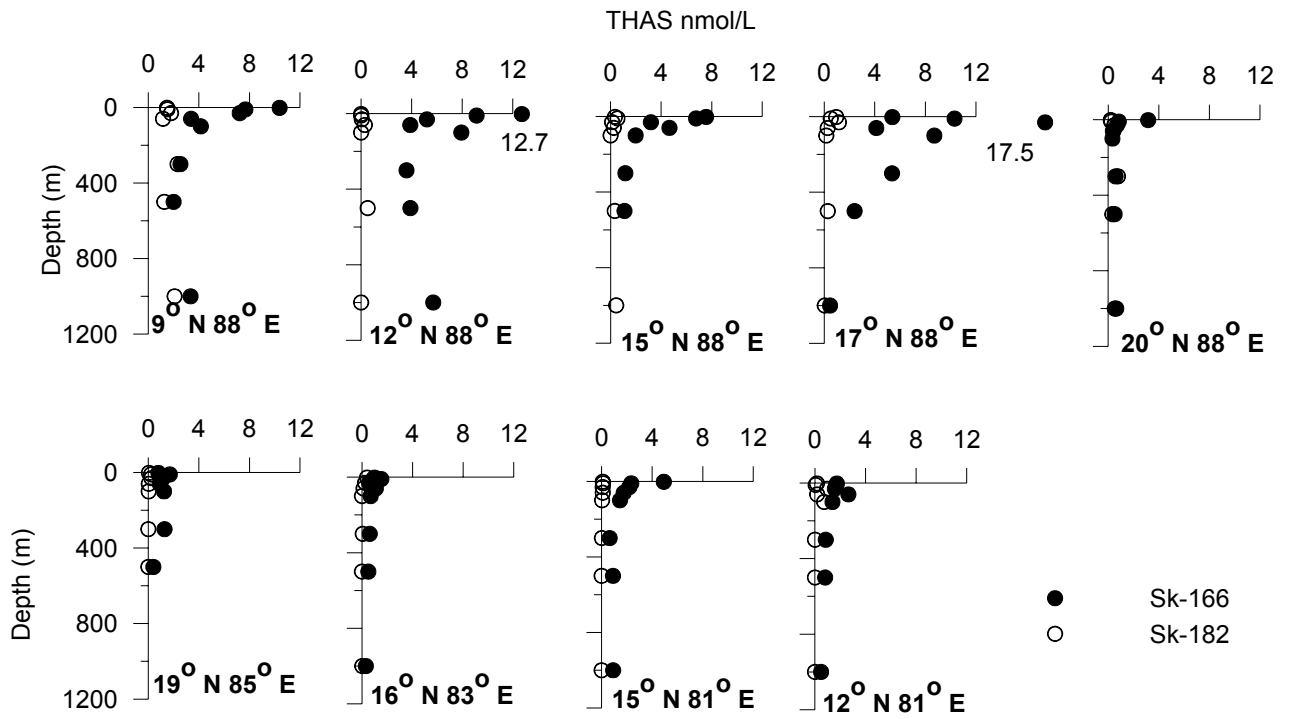 THAS nmol/L
0 4 8 12
0 4 8 12
0 4 8 12
0 4 8 12
0 4 8 12
0
400
800
1200
Depth (m)
12.7
17.5
9° N 88° E
12° N 88° E
15° N 88° E
17° N 88° E
20° N 88° E
0 4 8 12
0 4 8 12
0 4 8 12
0 4 8 12
0
400
800
1200
Depth (m)
19° N 85° E
16° N 83° E
15° N 81° E
12° N 81° E
Sk-166
Sk-182